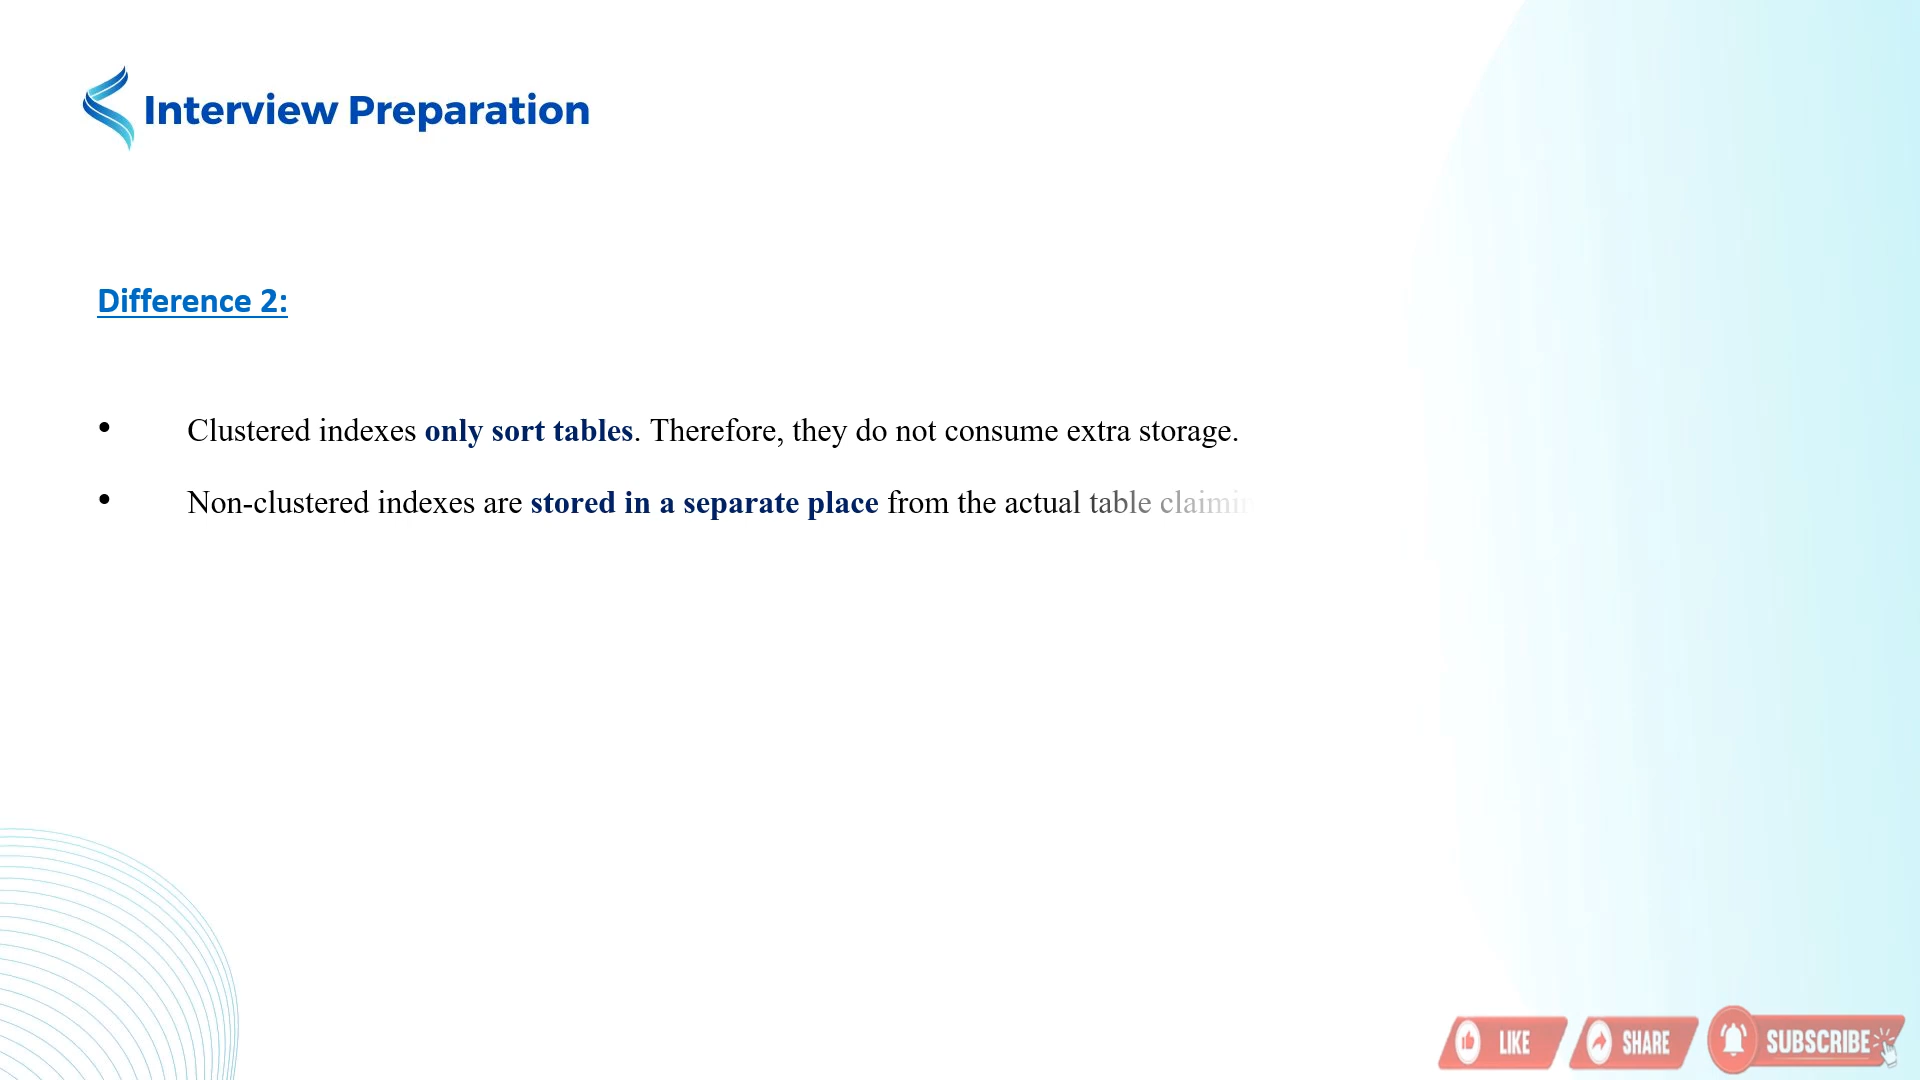 Interview Preparation
Difference 2:
• Clustered indexes only sort tables. Therefore, they do not consume extra storage.
• Non-clustered indexes are stored in a separate place from the actual table
LIKE SHARE SUBSCRIBE